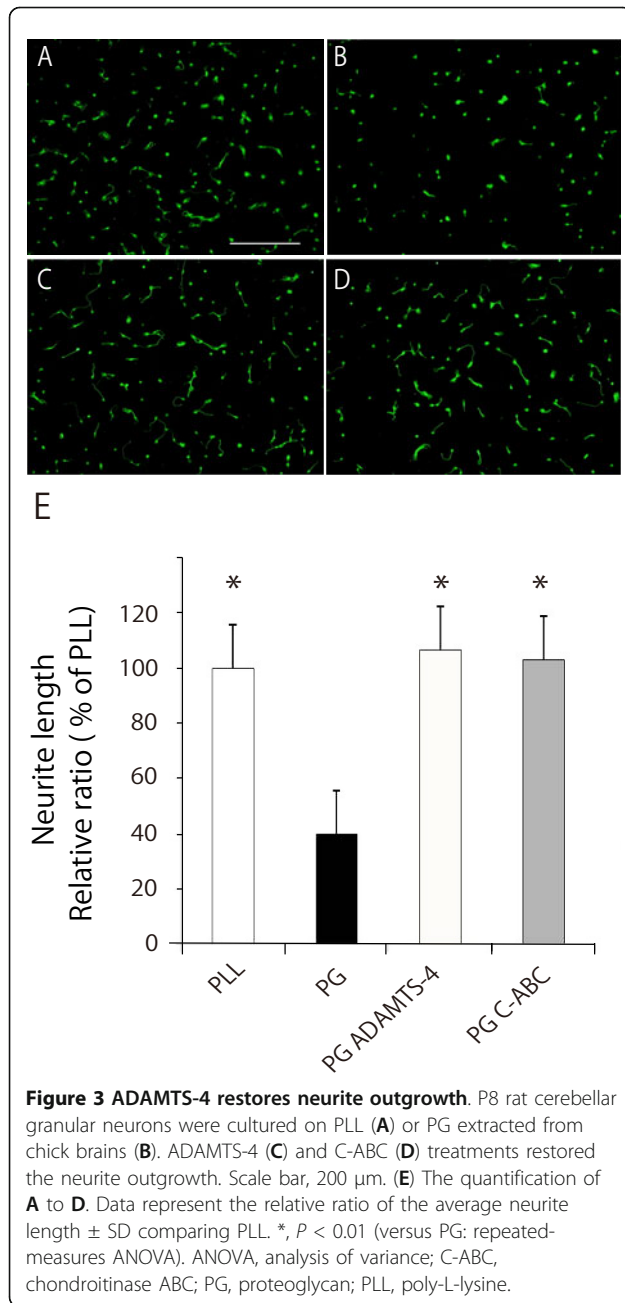 A
B
C
D
E
Neurite length
Relative ratio ( % of PLL)
120
100
80
60
40
20
0
*
*
*
PLL
PG
PG ADAMTS-4
PG C-ABC
Figure 3 ADAMTS-4 restores neurite outgrowth. P8 rat cerebellar
granular neurons were cultured on PLL (A) or PG extracted from
chick brains (B). ADAMTS-4 (C) and C-ABC (D) treatments restored
the neurite outgrowth. Scale bar, 200 μm. (E) The quantification of
A to D. Data represent the relative ratio of the average neurite
length ± SD comparing PLL. *, P < 0.01 (versus PG: repeated-
measures ANOVA). ANOVA, analysis of variance; C-ABC,
chondroitinase ABC; PG, proteoglycan; PLL, poly-L-lysine.